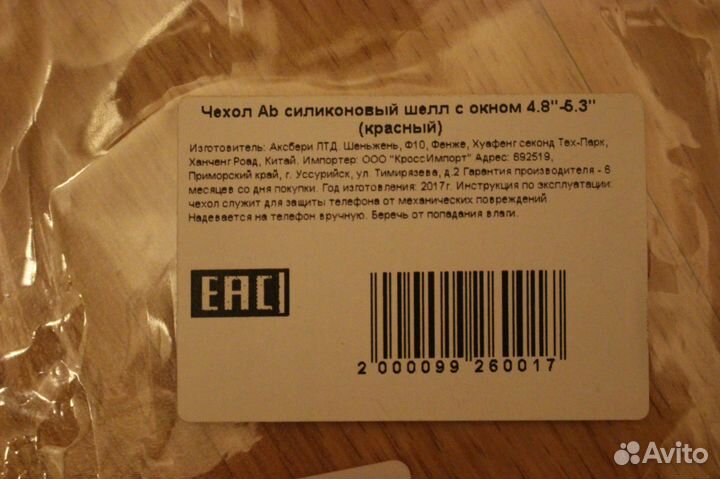 Чехол Ab силиконовый шелл с окном 4.8"-5.3"
(красный)
Изготовитель: Аксбери ЛТД. Шеньжень, Ф10, Фенже, Хуафенг секонд Тех-Парк,
Ханченг Роад, Китай. Импортер: ООО "КроссИмпорт" Адрес: 692519,
Приморский край, г. Уссурийск, ул. Тимирязева, д.2 Гарантия производителя - 6
месяцев со дня покупки. Год изготовления: 2017г. Инструкция по эксплуатации:
чехол служит для защиты телефона от механических повреждений.
Надевается на телефон вручную. Беречь от попадания влаги.
EAC
2 000099 260017
Avito